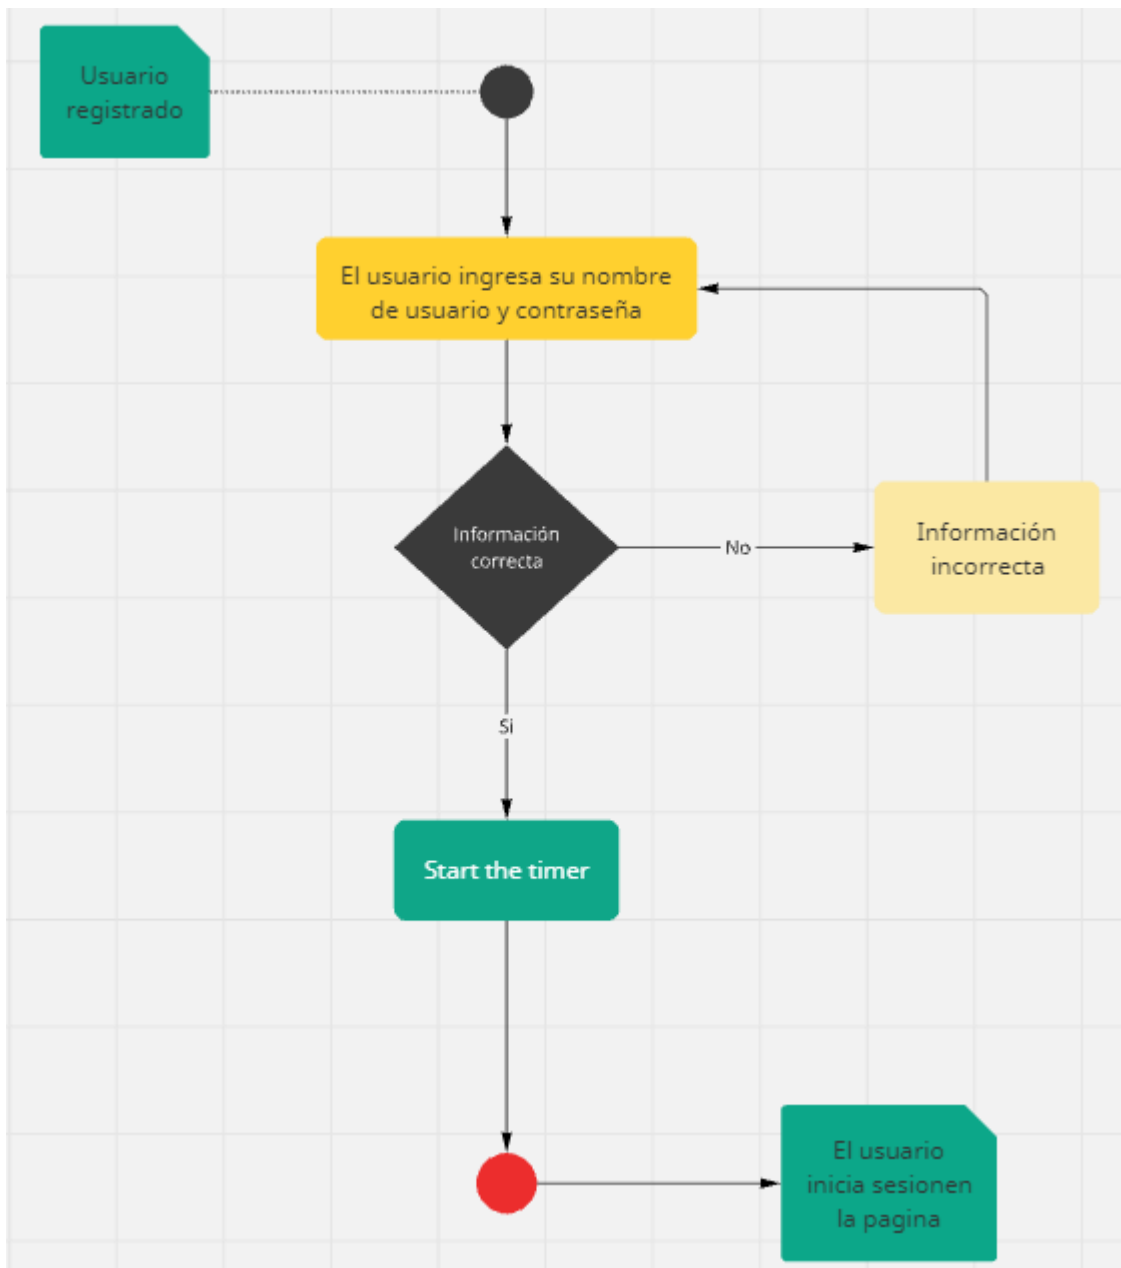 Usuario
registrado
El usuario ingresa su nombre
de usuario y contraseña
Información
correcta
No
Información
incorrecta
Si
Start the timer
El usuario
inicia sesionen
la pagina